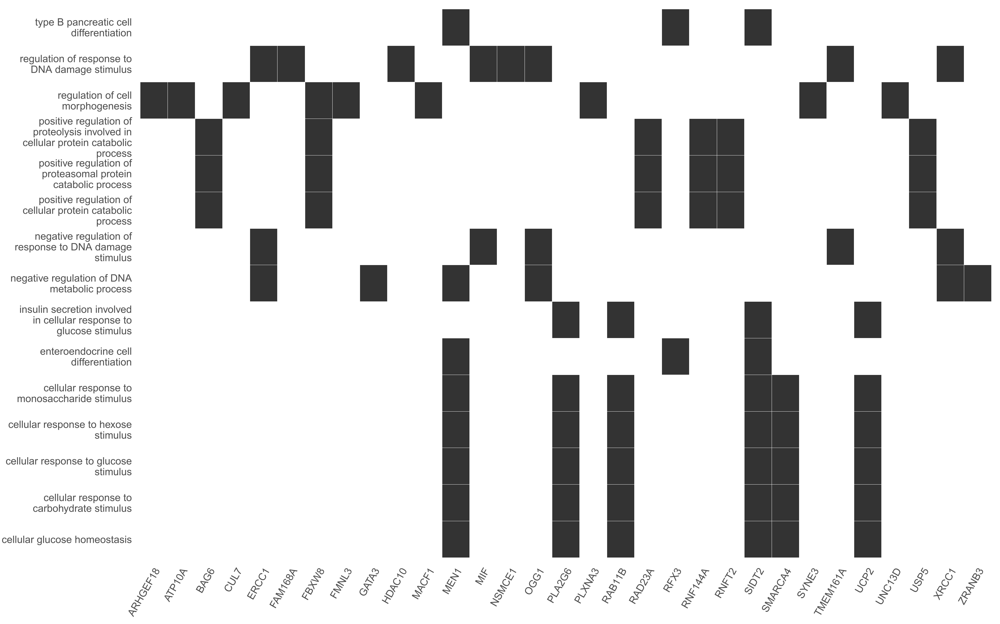 type B pancreatic cell
differentiation
regulation of response to
DNA damage stimulus
regulation of cell
morphogenesis
positive regulation of
proteolysis involved in
cellular protein catabolic
process
positive regulation of
proteasomal protein
catabolic process
positive regulation of
cellular protein catabolic
process
negative regulation of
response to DNA damage
stimulus
negative regulation of DNA
metabolic process
insulin secretion involved
in cellular response to
glucose stimulus
enteroendocrine cell
differentiation
cellular response to
monosaccharide stimulus
cellular response to hexose
stimulus
cellular response to glucose
stimulus
cellular response to
carbohydrate stimulus
cellular glucose homeostasis
ARHGEF18
ATP10A
BAG6
CUL7
ERCC1
FAM168A
FBXW8
FMNL3
GATA3
HDAC10
MACF1
MEN1
MIF
NSMCE1
OGG1
PLA2G6
PLXNA3
RAB11B
RAD23A
RFX3
RNF144A
RNFT2
SIDT2
SMARCA4
SYNE3
TMEM161A
UCP2
UNC13D
USP5
XRCC1
ZRANB3